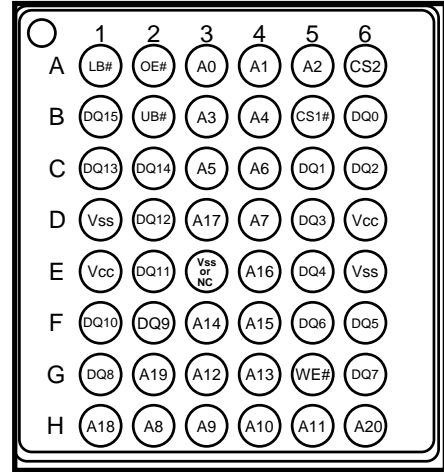 1 2 3 4 5 6
A LB# OE# A0 A1 A2 CS2
B DQ15 UB# A3 A4 CS1# DQ0
C DQ13 DQ14 A5 A6 DQ1 DQ2
D Vss DQ12 A17 A7 DQ3 Vcc
E Vcc DQ11 Vss or NC A16 DQ4 Vss
F DQ10 DQ9 A14 A15 DQ6 DQ5
G DQ8 A19 A12 A13 WE# DQ7
H A18 A8 A9 A10 A11 A20